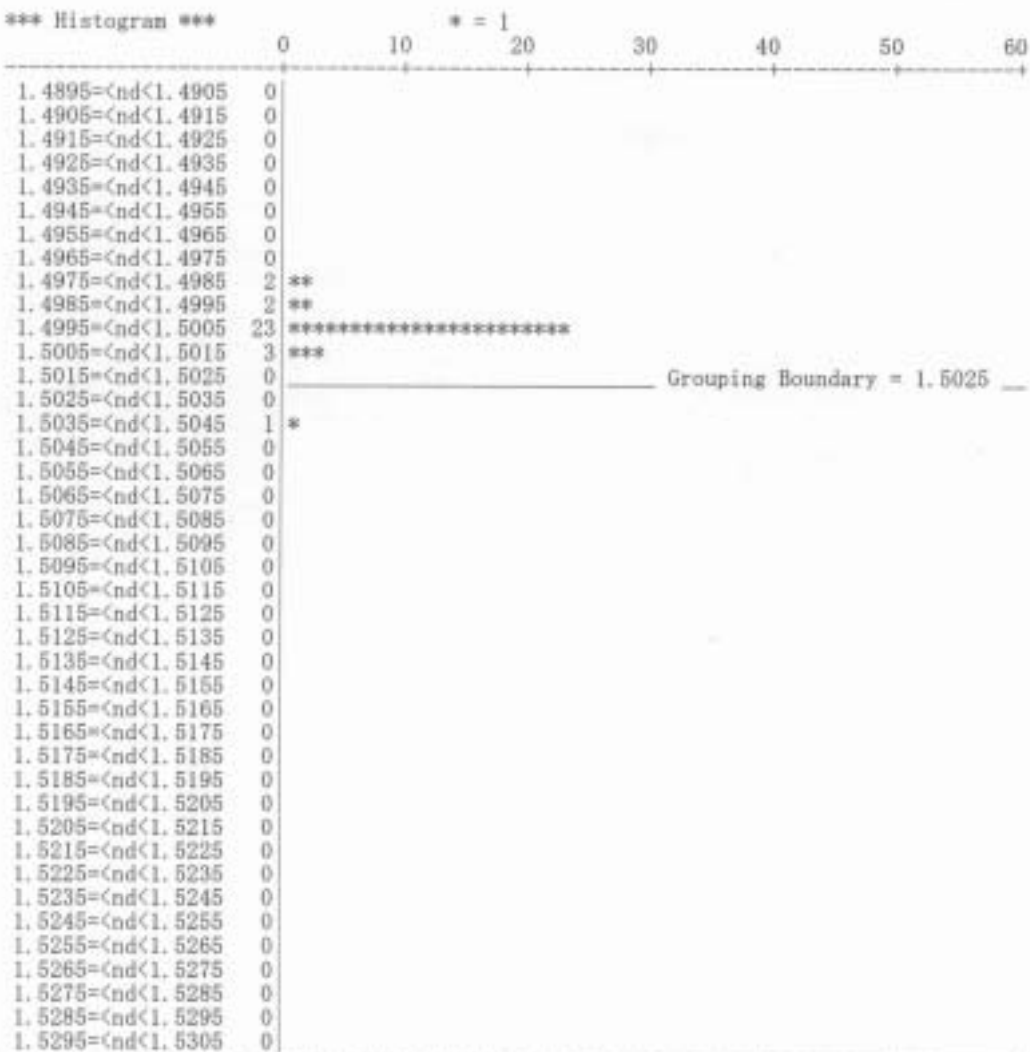 *** Histogram *** * = 1
0 10 20 30 40 50 60
1.4895=<nd<1.4905 0
1.4905=<nd<1.4915 0
1.4915=<nd<1.4925 0
1.4925=<nd<1.4935 0
1.4935=<nd<1.4945 0
1.4945=<nd<1.4955 0
1.4955=<nd<1.4965 0
1.4965=<nd<1.4975 0
1.4975=<nd<1.4985 2 **
1.4985=<nd<1.4995 2 **
1.4995=<nd<1.5005 23 ***********************
1.5005=<nd<1.5015 3 ***
1.5015=<nd<1.5025 0 Grouping Boundary = 1.5025
1.5025=<nd<1.5035 0
1.5035=<nd<1.5045 1 *
1.5045=<nd<1.5055 0
1.5055=<nd<1.5065 0
1.5065=<nd<1.5075 0
1.5075=<nd<1.5085 0
1.5085=<nd<1.5095 0
1.5095=<nd<1.5105 0
1.5105=<nd<1.5115 0
1.5115=<nd<1.5125 0
1.5125=<nd<1.5135 0
1.5135=<nd<1.5145 0
1.5145=<nd<1.5155 0
1.5155=<nd<1.5165 0
1.5165=<nd<1.5175 0
1.5175=<nd<1.5185 0
1.5185=<nd<1.5195 0
1.5195=<nd<1.5205 0
1.5205=<nd<1.5215 0
1.5215=<nd<1.5225 0
1.5225=<nd<1.5235 0
1.5235=<nd<1.5245 0
1.5245=<nd<1.5255 0
1.5255=<nd<1.5265 0
1.5265=<nd<1.5275 0
1.5275=<nd<1.5285 0
1.5285=<nd<1.5295 0
1.5295=<nd<1.5305 0